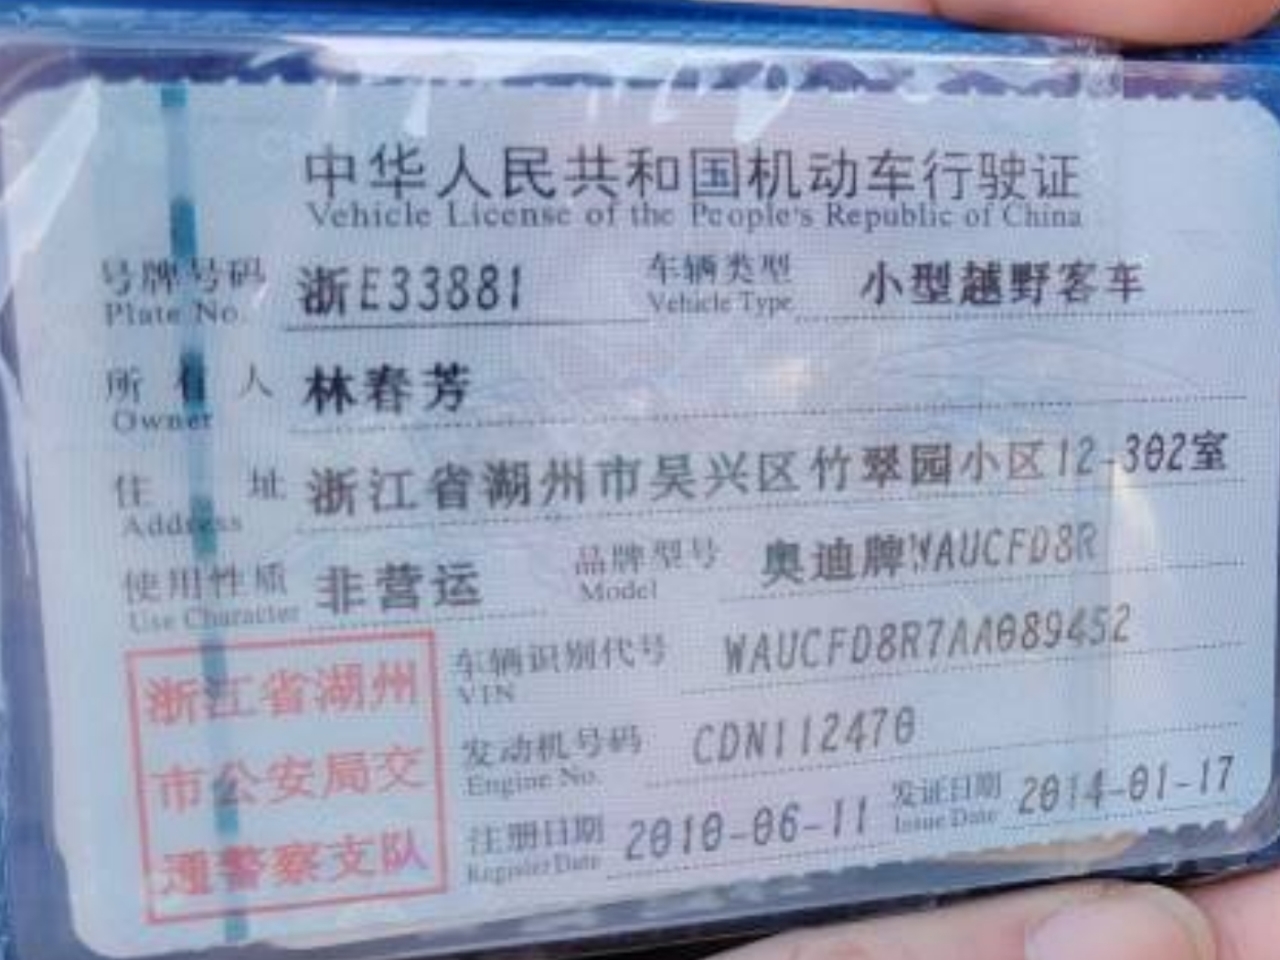 中华人民共和国机动车行驶证
Vehicle License of the People's Republic of China
号牌号码 浙E33881 车辆类型 小型越野客车
Plate No. Vehicle Type
所有人 林春芳
Owner
住址 浙江省湖州市吴兴区竹翠园小区12-302室
Address
使用性质 非营运 品牌型号 奥迪牌WAUCFD8R
Use Character Model
车辆识别代号 WAUCFD8R7AA089452
VIN
发动机号码 CDN112470
Engine No.
注册日期 2010-06-11 发证日期 2014-01-17
Register Date Issue Date
浙江省湖州
市公安局交
通警察支队